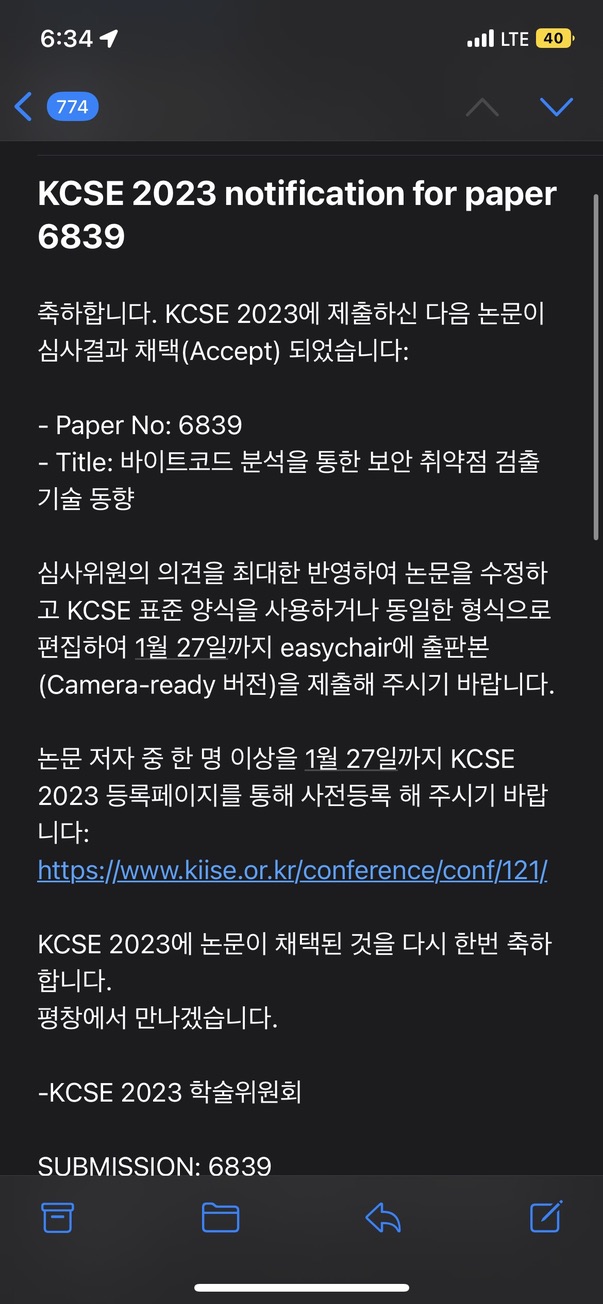 6:34
LTE 40
774
KCSE 2023 notification for paper
6839
축하합니다. KCSE 2023에 제출하신 다음 논문이
심사결과 채택(Accept) 되었습니다:
- Paper No: 6839
- Title: 바이트코드 분석을 통한 보안 취약점 검출
기술 동향
심사위원의 의견을 최대한 반영하여 논문을 수정하
고 KCSE 표준 양식을 사용하거나 동일한 형식으로
편집하여 1월 27일까지 easychair에 출판본
(Camera-ready 버전)을 제출해 주시기 바랍니다.
논문 저자 중 한 명 이상을 1월 27일까지 KCSE
2023 등록페이지를 통해 사전등록 해 주시기 바랍
니다:
https://www.kiise.or.kr/conference/conf/121/
KCSE 2023에 논문이 채택된 것을 다시 한번 축하
합니다.
평창에서 만나겠습니다.
-KCSE 2023 학술위원회
SUBMISSION: 6839